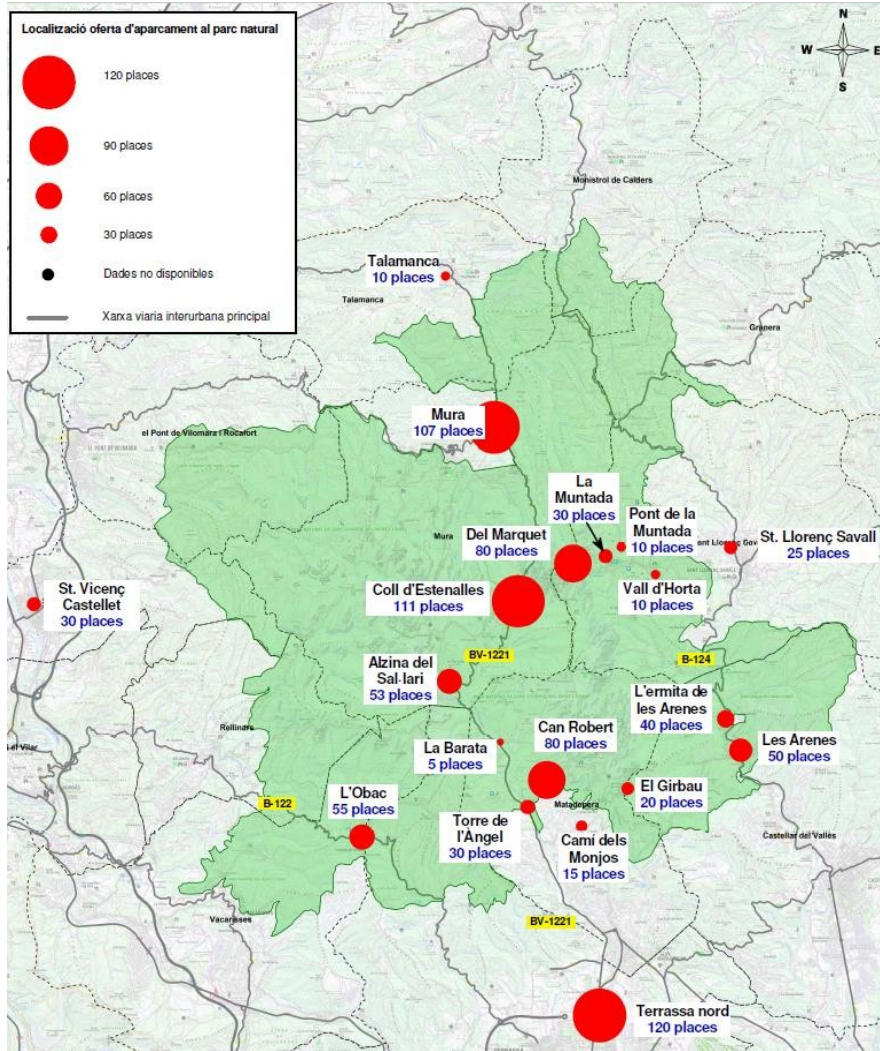 Localització oferta d'aparcament al parc natural
120 places
90 places
60 places
30 places
Dades no disponibles
Xarxa viaria interurbana principal
N
W
E
S
Monistrol de Calders
Talamanca
10 places
Talamanca
Granera
Mura
107 places
el Pont de Vilomara i Rocafort
EL PONT DE VILOMARA
La
Muntada
30 places
Pont de la
Muntada
10 places
Mura
Del Marquet
80 places
St. Llorenç Savall
25 places
St. Vicenç
Castellet
30 places
Coll d'Estenalles
111 places
Vall d'Horta
10 places
BV-1221
B-124
Alzina del
Sal·lari
53 places
L'ermita de
les Arenes
40 places
Rellinars
Can Robert
80 places
La Barata
5 places
Les Arenes
50 places
el Vilar
L'Obac
55 places
El Girbau
20 places
B-122
Matadepera
Torre de
l'Àngel
30 places
Camí dels
Monjos
15 places
Castellar del Vallès
Vacarisses
BV-1221
Terrassa nord
120 places